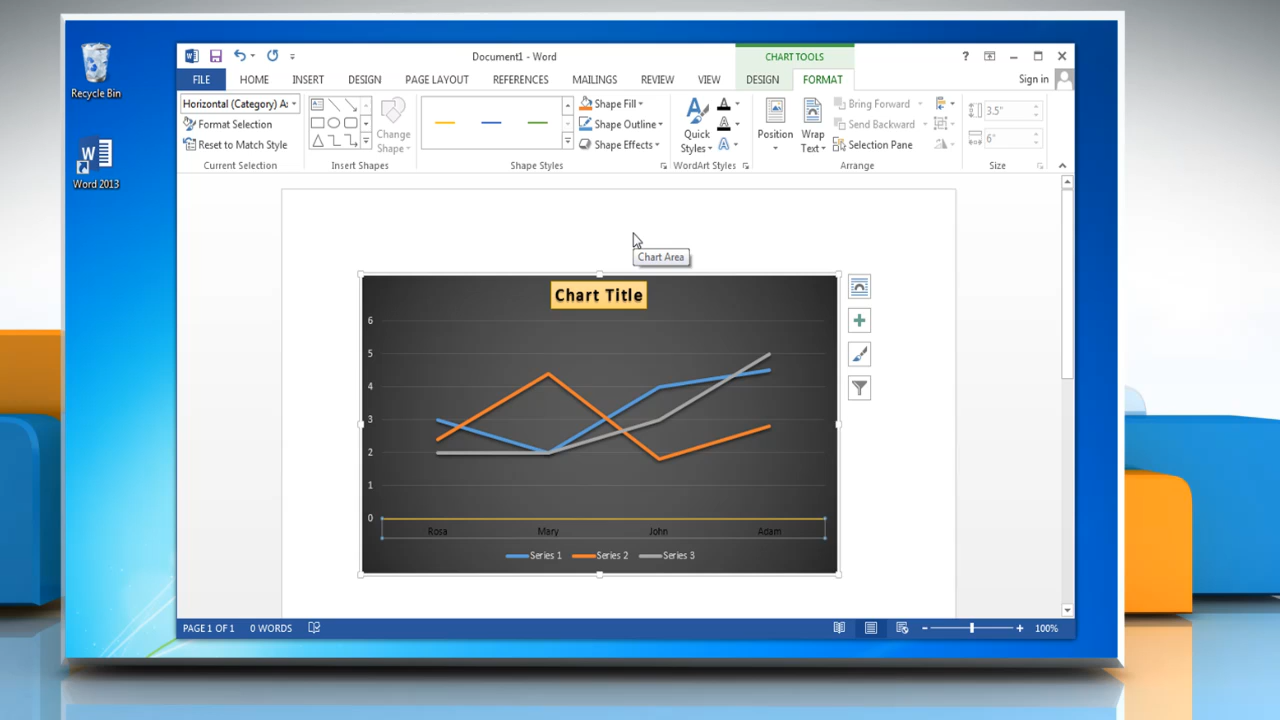 Recycle Bin
Word 2013
Document1 - Word
CHART TOOLS
?
FILE HOME INSERT DESIGN PAGE LAYOUT REFERENCES MAILINGS REVIEW VIEW DESIGN FORMAT Sign in
Horizontal (Category) A:
Format Selection
Reset to Match Style
Current Selection
Change
Shape
Insert Shapes
Shape Fill
Shape Outline
Shape Effects
Shape Styles
Quick
Styles
A
A
A
A
WordArt Styles
Position
Wrap
Text
Bring Forward
Send Backward
Selection Pane
Arrange
3.5"
6"
Size
Chart Area
Chart Title
6
5
4
3
2
1
0
Rosa Mary John Adam
Series 1 Series 2 Series 3
PAGE 1 OF 1 0 WORDS 100%